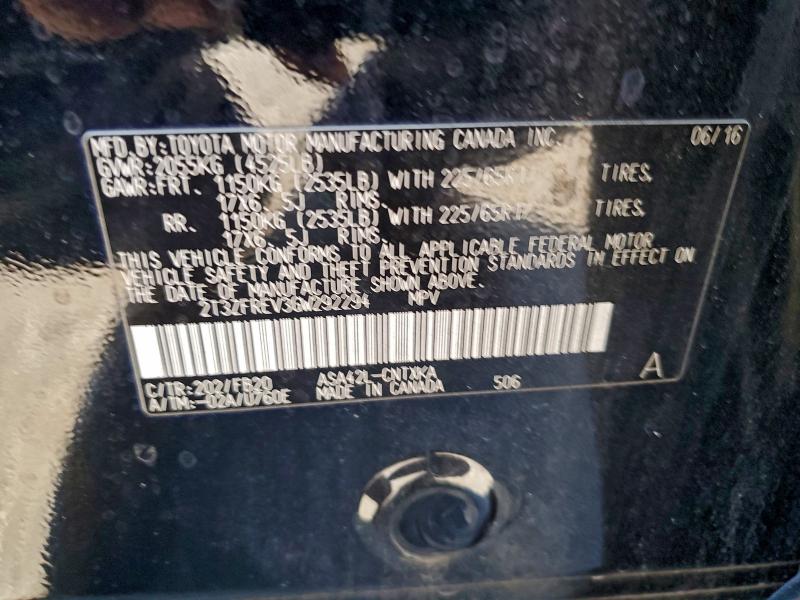 MFD. BY: TOYOTA MOTOR MANUFACTURING CANADA INC. 06/16
GVWR: 2055KG (4525LB)
GAWR: FRT. 1150KG (2535LB) WITH 225/65R17 TIRES,
17X6.5J RIMS.
RR. 1150KG (2535LB) WITH 225/65R17 TIRES,
17X6.5J RIMS.
THIS VEHICLE CONFORMS TO ALL APPLICABLE FEDERAL MOTOR
VEHICLE SAFETY AND THEFT PREVENTION STANDARDS IN EFFECT ON
THE DATE OF MANUFACTURE SHOWN ABOVE.
2T3ZFREV3GW292294 MPV
C/TR: 202/FB20 ASA42L-CNTXKA 506 A
A/TM: -02A/U760E MADE IN CANADA